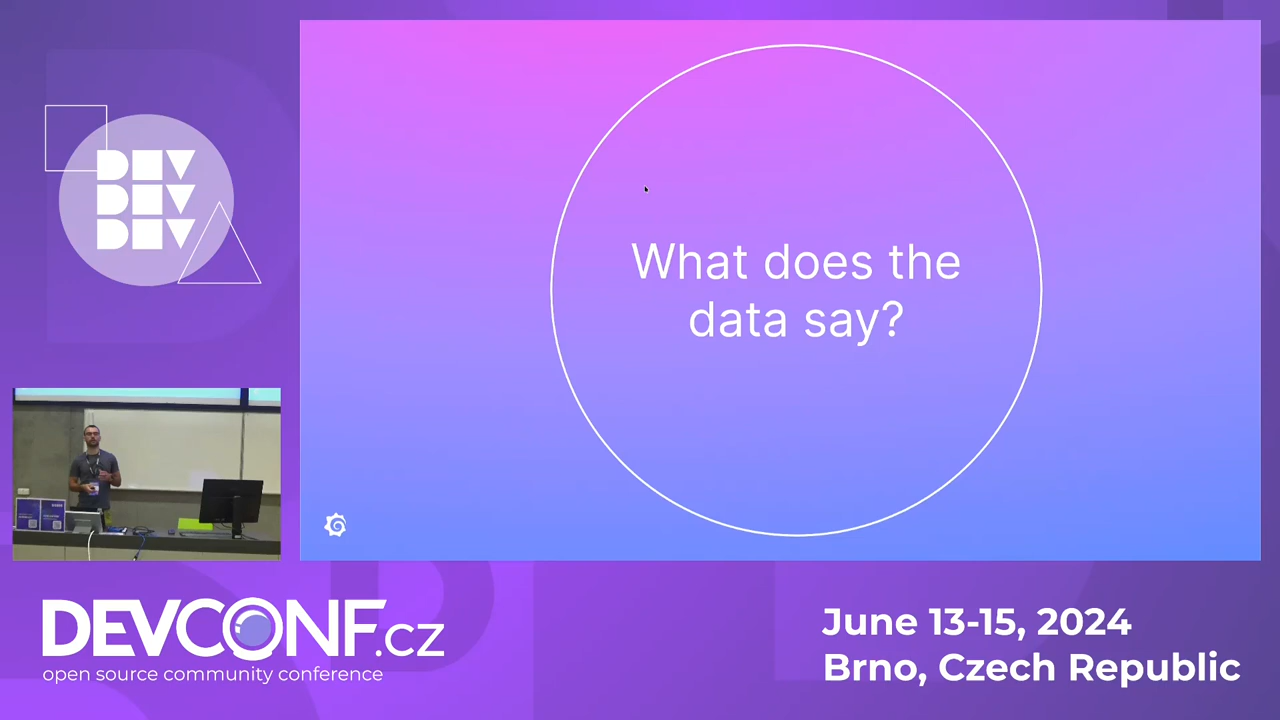 DEV
DEV
DEV
What does the
data say?
DEVCONF.cz
open source community conference
June 13-15, 2024
Brno, Czech Republic